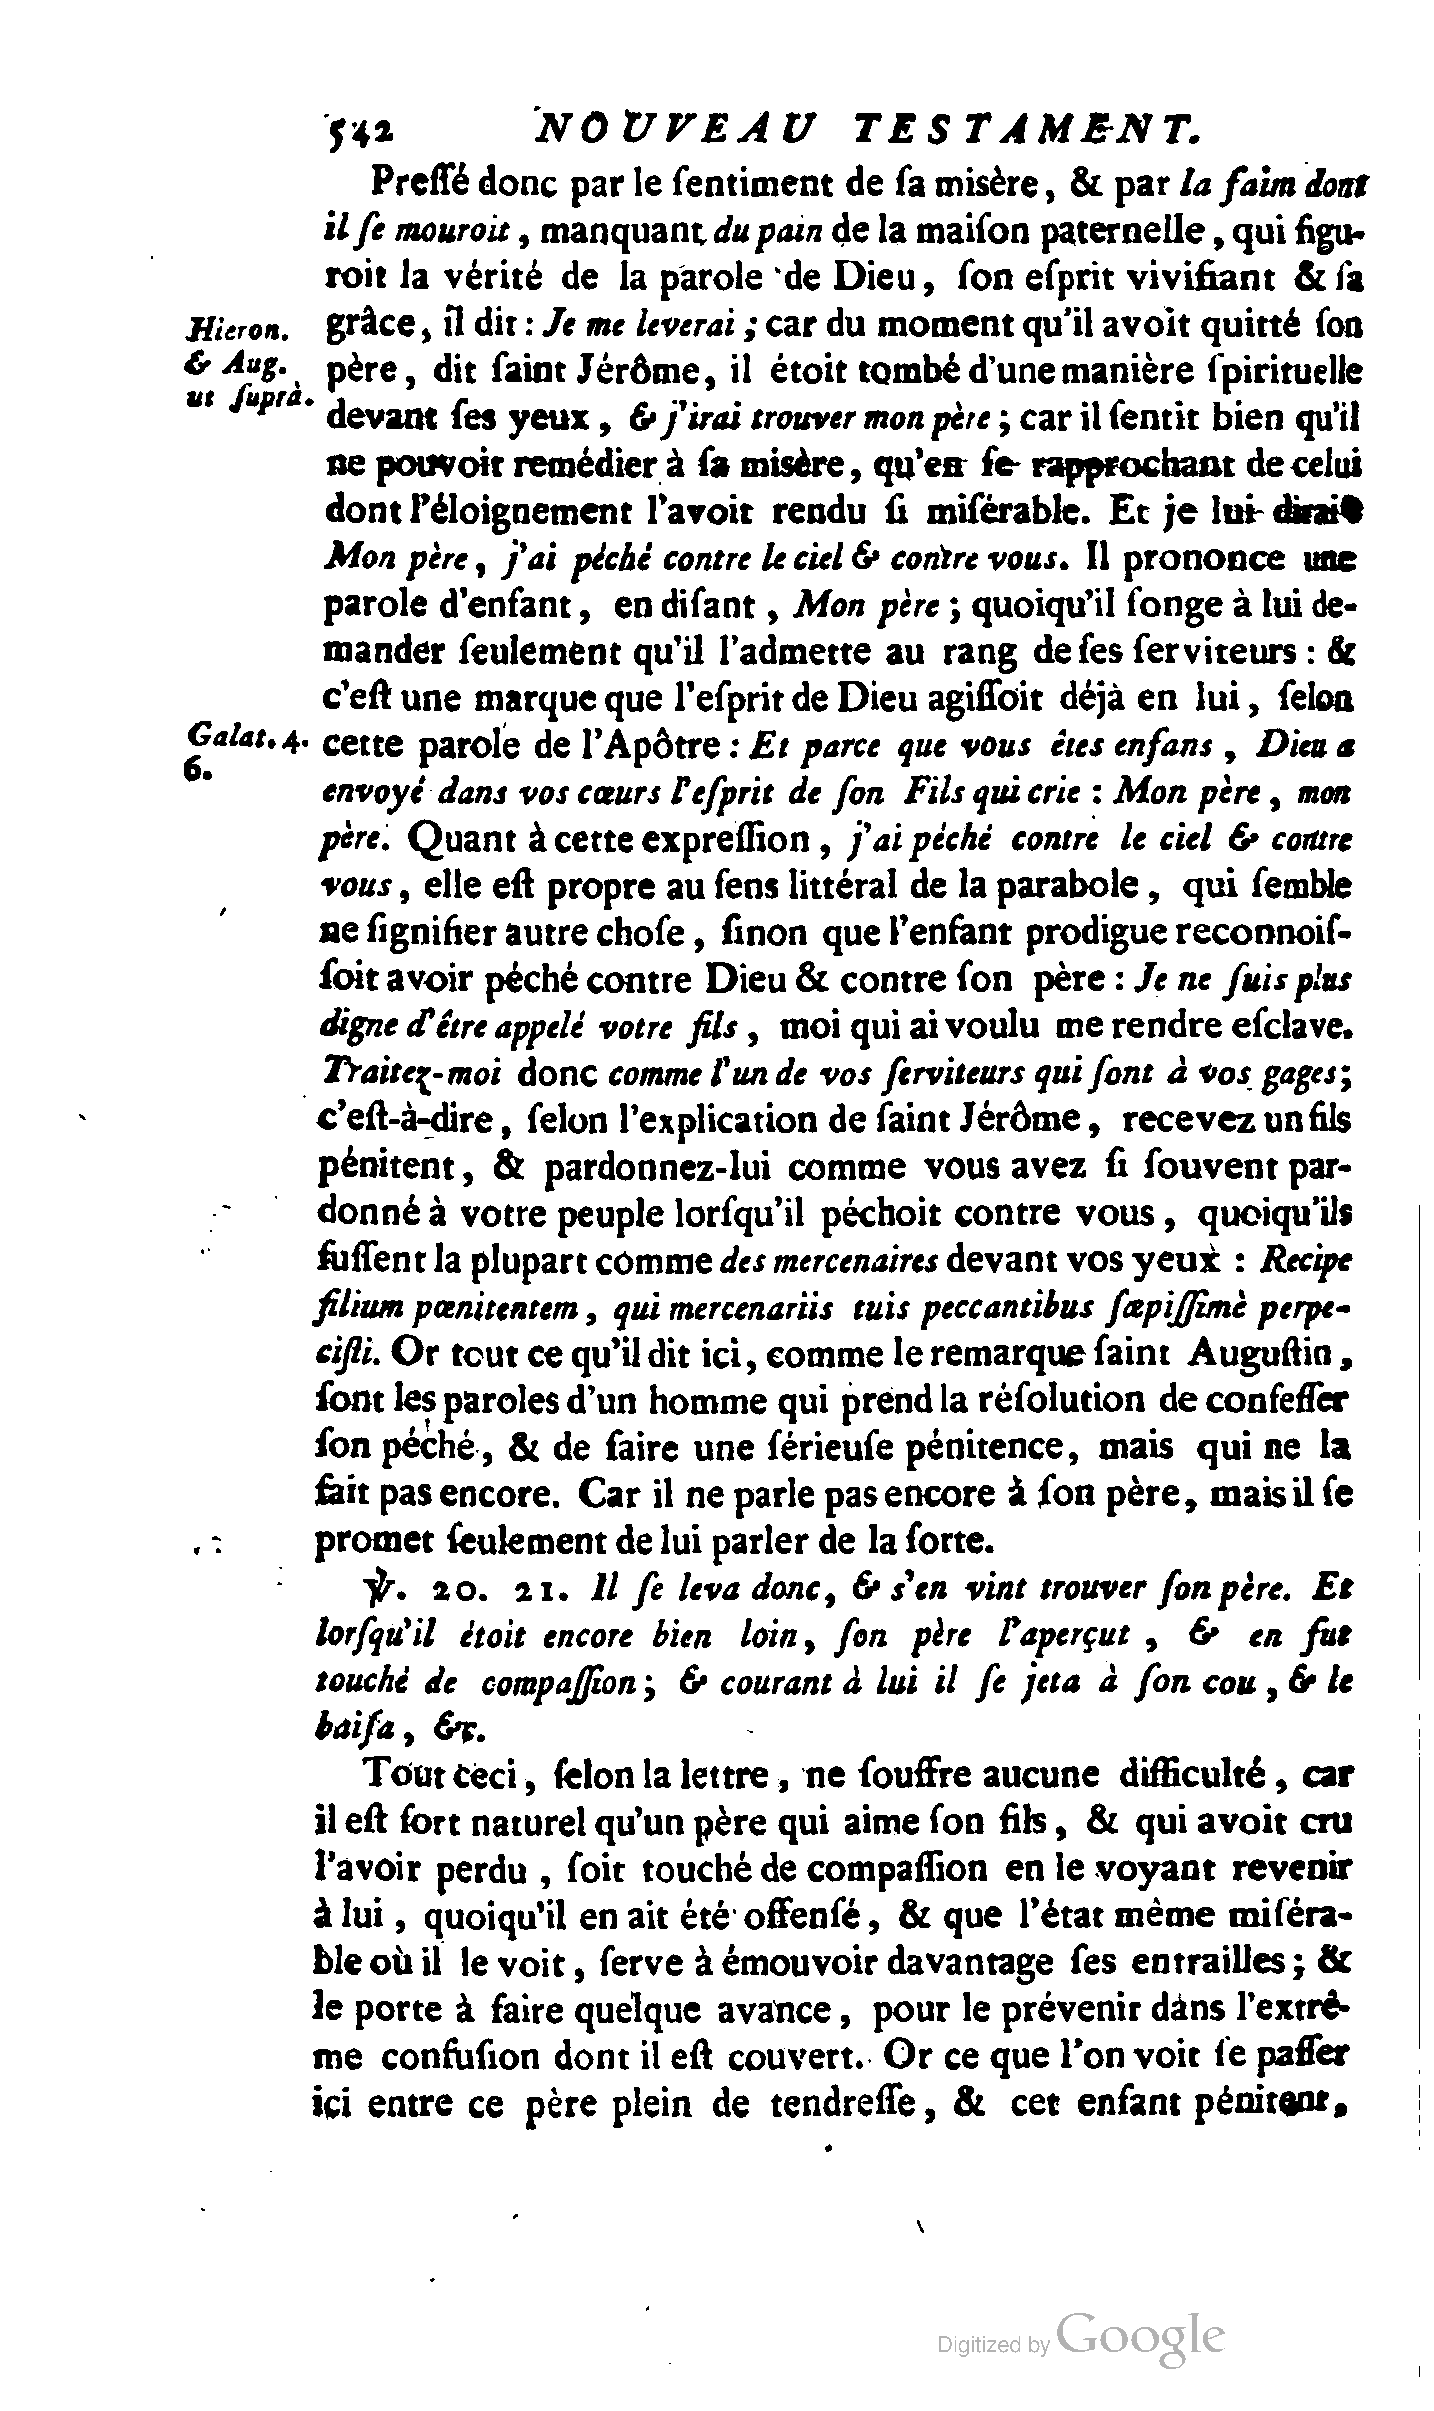 542 NOUVEAU TESTAMENT.
Preſſé donc par le ſentiment de ſa misère, & par la faim dont
il ſe mouroit, manquant du pain de la maiſon paternelle, qui figu-
roit la vérité de la parole de Dieu, ſon eſprit vivifiant & ſa
Hieron.
& Aug.
ut ſuprà.
grâce, il dit : Je me leverai ; car du moment qu'il avoit quitté ſon
père, dit ſaint Jérôme, il étoit tombé d'une manière ſpirituelle
devant ſes yeux, & j'irai trouver mon père ; car il ſentit bien qu'il
ne pouvoit remédier à ſa misère, qu'en ſe rapprochant de celui
dont l'éloignement l'avoit rendu ſi miſérable. Et je lui dirai
Mon père, j'ai péché contre le ciel & contre vous. Il prononce une
parole d'enfant, en diſant, Mon père ; quoiqu'il ſonge à lui de-
mander ſeulement qu'il l'admette au rang de ſes ſerviteurs : &
c'eſt une marque que l'eſprit de Dieu agiſſoit déjà en lui, ſelon
Galat. 4.
6.
cette parole de l'Apôtre : Et parce que vous êtes enfans, Dieu a
envoyé dans vos cœurs l'eſprit de ſon Fils qui crie : Mon père, mon
père. Quant à cette expreſſion, j'ai péché contre le ciel & contre
vous, elle eſt propre au ſens littéral de la parabole, qui ſemble
ne ſignifier autre choſe, ſinon que l'enfant prodigue reconnoiſ-
ſoit avoir péché contre Dieu & contre ſon père : Je ne ſuis plus
digne d'être appelé votre fils, moi qui ai voulu me rendre eſclave.
Traitez-moi donc comme l'un de vos ſerviteurs qui ſont à vos gages ;
c'eſt-à-dire, ſelon l'explication de ſaint Jérôme, recevez un fils
pénitent, & pardonnez-lui comme vous avez ſi ſouvent par-
donné à votre peuple lorſqu'il péchoit contre vous, quoiqu'ils
fuſſent la plupart comme des mercenaires devant vos yeux : Recipe
filium pœnitentem, qui mercenariis tuis peccantibus ſæpiſſimè perpe-
ciſti. Or tout ce qu'il dit ici, comme le remarque ſaint Auguſtin,
ſont les paroles d'un homme qui prend la réſolution de confeſſer
ſon péché, & de faire une ſérieuſe pénitence, mais qui ne la
fait pas encore. Car il ne parle pas encore à ſon père, mais il ſe
promet ſeulement de lui parler de la ſorte.
℣. 20. 21. Il ſe leva donc, & s'en vint trouver ſon père. Et
lorſqu'il étoit encore bien loin, ſon père l'aperçut, & en fut
touché de compaſſion ; & courant à lui il ſe jeta à ſon cou, & le
baiſa, &c.
Tout ceci, ſelon la lettre, ne ſouffre aucune difficulté, car
il eſt fort naturel qu'un père qui aime ſon fils, & qui avoit cru
l'avoir perdu, ſoit touché de compaſſion en le voyant revenir
à lui, quoiqu'il en ait été offenſé, & que l'état même miſéra-
ble où il le voit, ſerve à émouvoir davantage ſes entrailles ; &
le porte à faire quelque avance, pour le prévenir dans l'extrê-
me confuſion dont il eſt couvert. Or ce que l'on voit ſe paſſer
ici entre ce père plein de tendreſſe, & cet enfant pénitent,
Digitized by Google